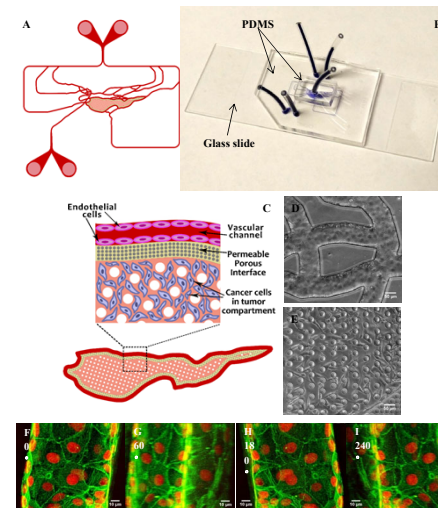 A
PDMS
B
Glass slide
Endothelial
cells
C
Vascular
channel
Permeable
Porous
Interface
Cancer cells
in tumor
compartment
D
E
F
0
G
60
H
18
0
I
240
10 μm
10 μm
10 μm
10 μm